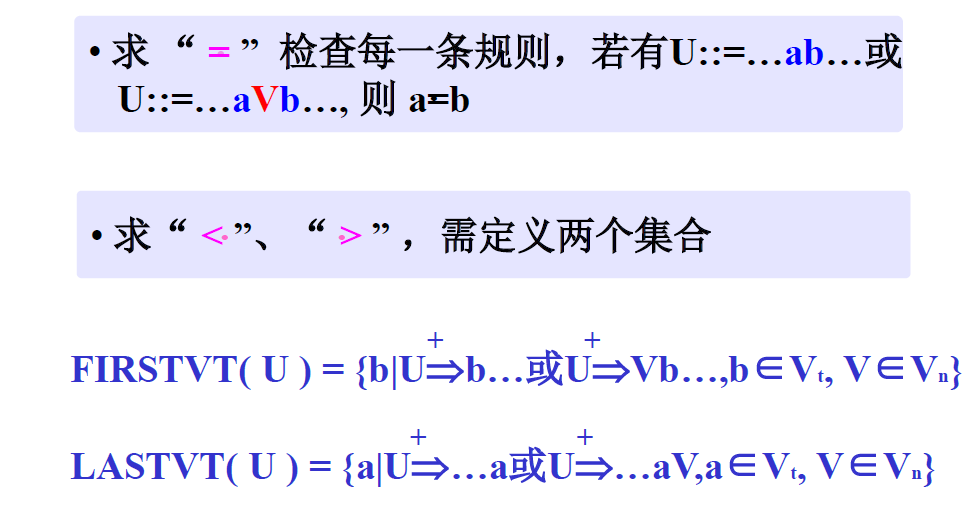 • 求 “ = ” 检查每一条规则，若有U::=…ab…或
U::=…aVb…, 则 a=b
• 求“ <· ”、“ ·> ”，需定义两个集合
+ +
FIRSTVT( U ) = {b|U⇒b…或U⇒Vb…,b∈Vt, V∈Vn}
+ +
LASTVT( U ) = {a|U⇒…a或U⇒…aV,a∈Vt, V∈Vn}